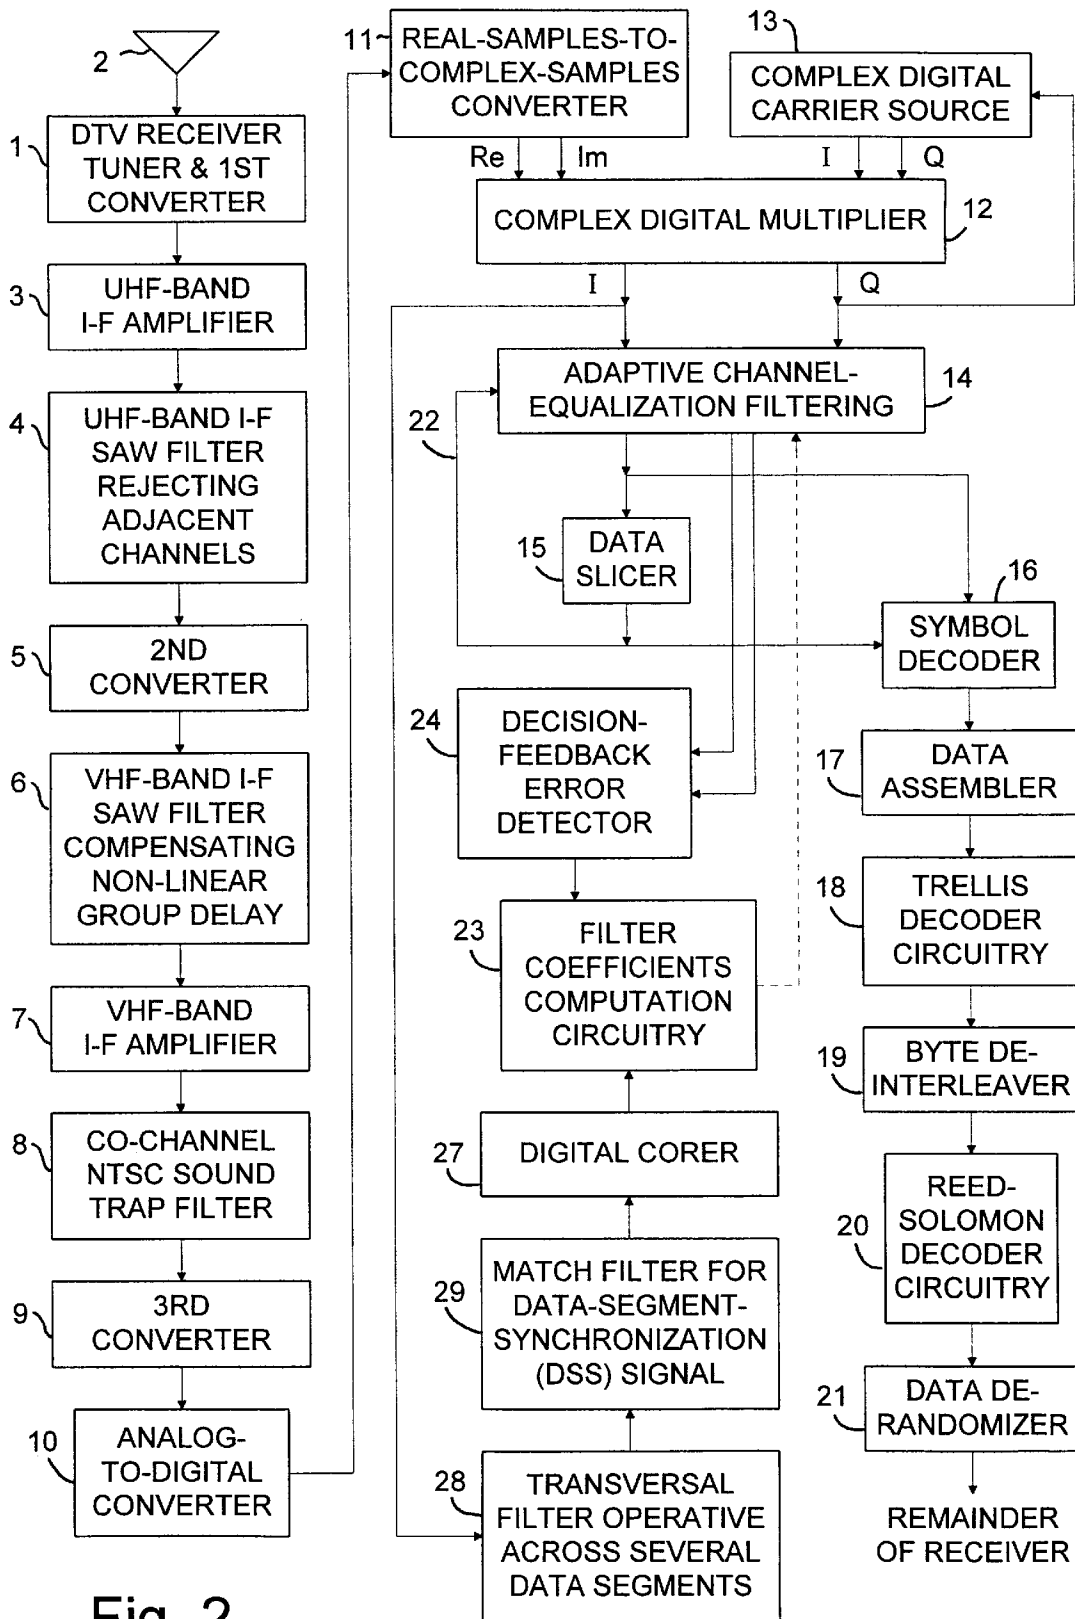 2
1
DTV RECEIVER
TUNER & 1ST
CONVERTER
3
UHF-BAND
I-F AMPLIFIER
4
UHF-BAND I-F
SAW FILTER
REJECTING
ADJACENT
CHANNELS
5
2ND
CONVERTER
6
VHF-BAND I-F
SAW FILTER
COMPENSATING
NON-LINEAR
GROUP DELAY
7
VHF-BAND
I-F AMPLIFIER
8
CO-CHANNEL
NTSC SOUND
TRAP FILTER
9
3RD
CONVERTER
10
ANALOG-
TO-DIGITAL
CONVERTER
11
REAL-SAMPLES-TO-
COMPLEX-SAMPLES
CONVERTER
13
COMPLEX DIGITAL
CARRIER SOURCE
Re
Im
I
Q
COMPLEX DIGITAL MULTIPLIER
12
I
Q
ADAPTIVE CHANNEL-
EQUALIZATION FILTERING
14
22
15
DATA
SLICER
16
SYMBOL
DECODER
24
DECISION-
FEEDBACK
ERROR
DETECTOR
17
DATA
ASSEMBLER
23
FILTER
COEFFICIENTS
COMPUTATION
CIRCUITRY
18
TRELLIS
DECODER
CIRCUITRY
19
BYTE DE-
INTERLEAVER
27
DIGITAL CORER
20
REED-
SOLOMON
DECODER
CIRCUITRY
29
MATCH FILTER FOR
DATA-SEGMENT-
SYNCHRONIZATION
(DSS) SIGNAL
21
DATA DE-
RANDOMIZER
28
TRANSVERSAL
FILTER OPERATIVE
ACROSS SEVERAL
DATA SEGMENTS
REMAINDER
OF RECEIVER
Fig. 2